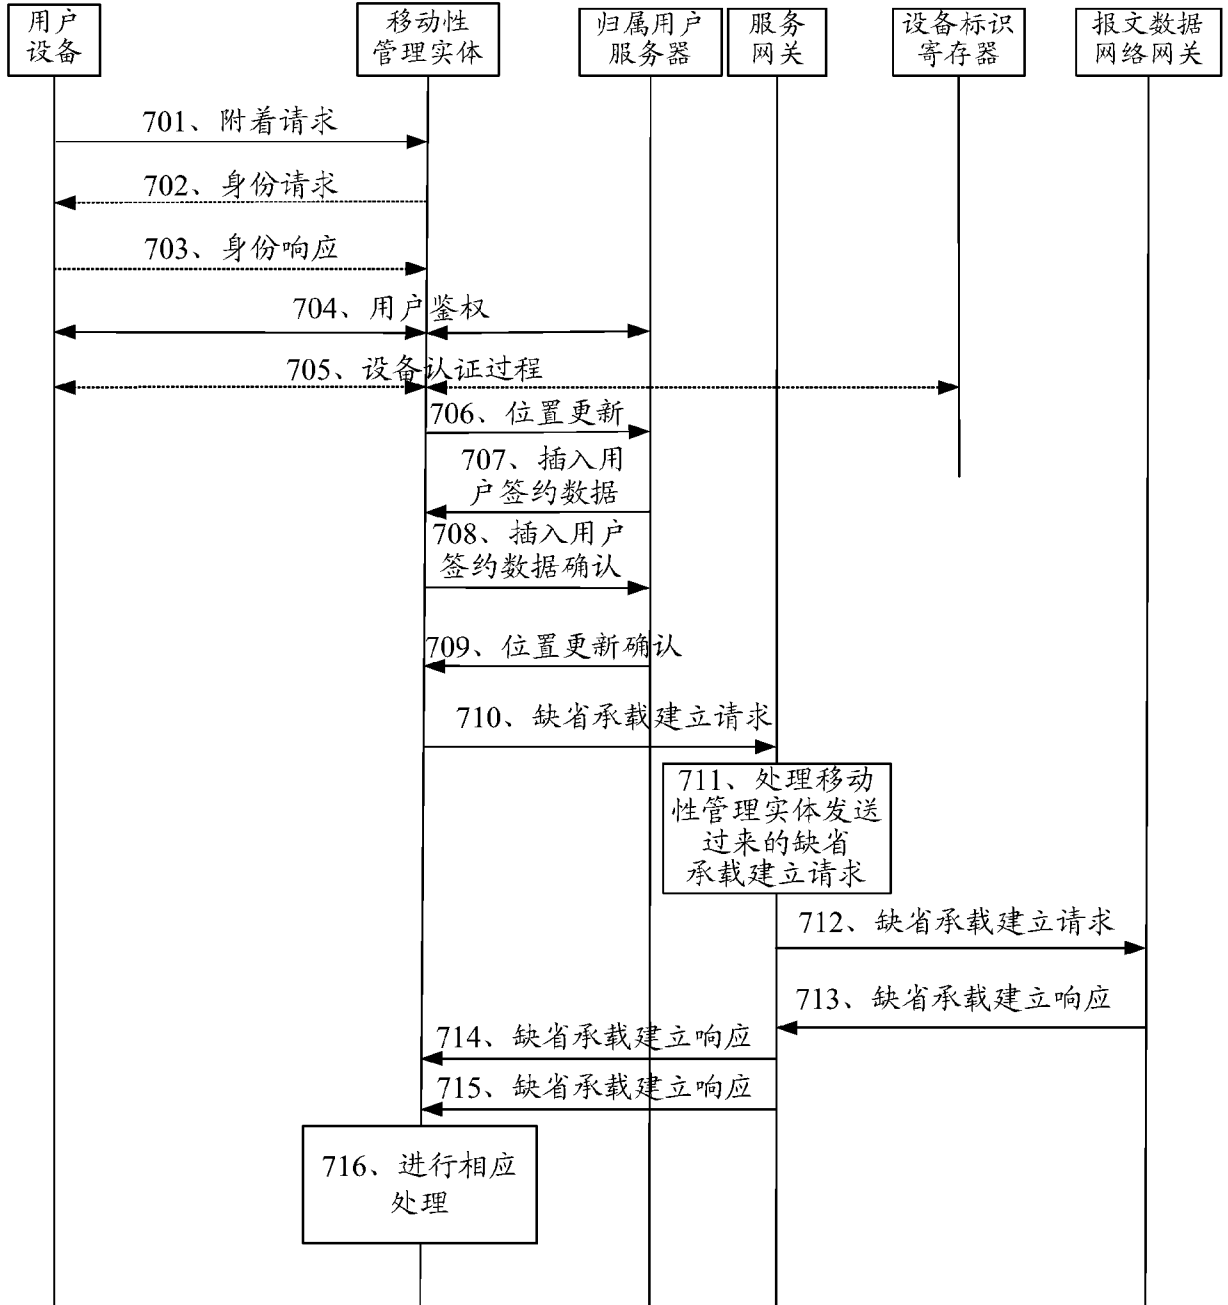 用户
设备
移动性
管理实体
归属用户
服务器
服务
网关
设备标识
寄存器
报文数据
网络网关
701、附着请求
702、身份请求
703、身份响应
704、用户鉴权
705、设备认证过程
706、位置更新
707、插入用
户签约数据
708、插入用户
签约数据确认
709、位置更新确认
710、缺省承载建立请求
711、处理移动
性管理实体发送
过来的缺省
承载建立请求
712、缺省承载建立请求
713、缺省承载建立响应
714、缺省承载建立响应
715、缺省承载建立响应
716、进行相应
处理